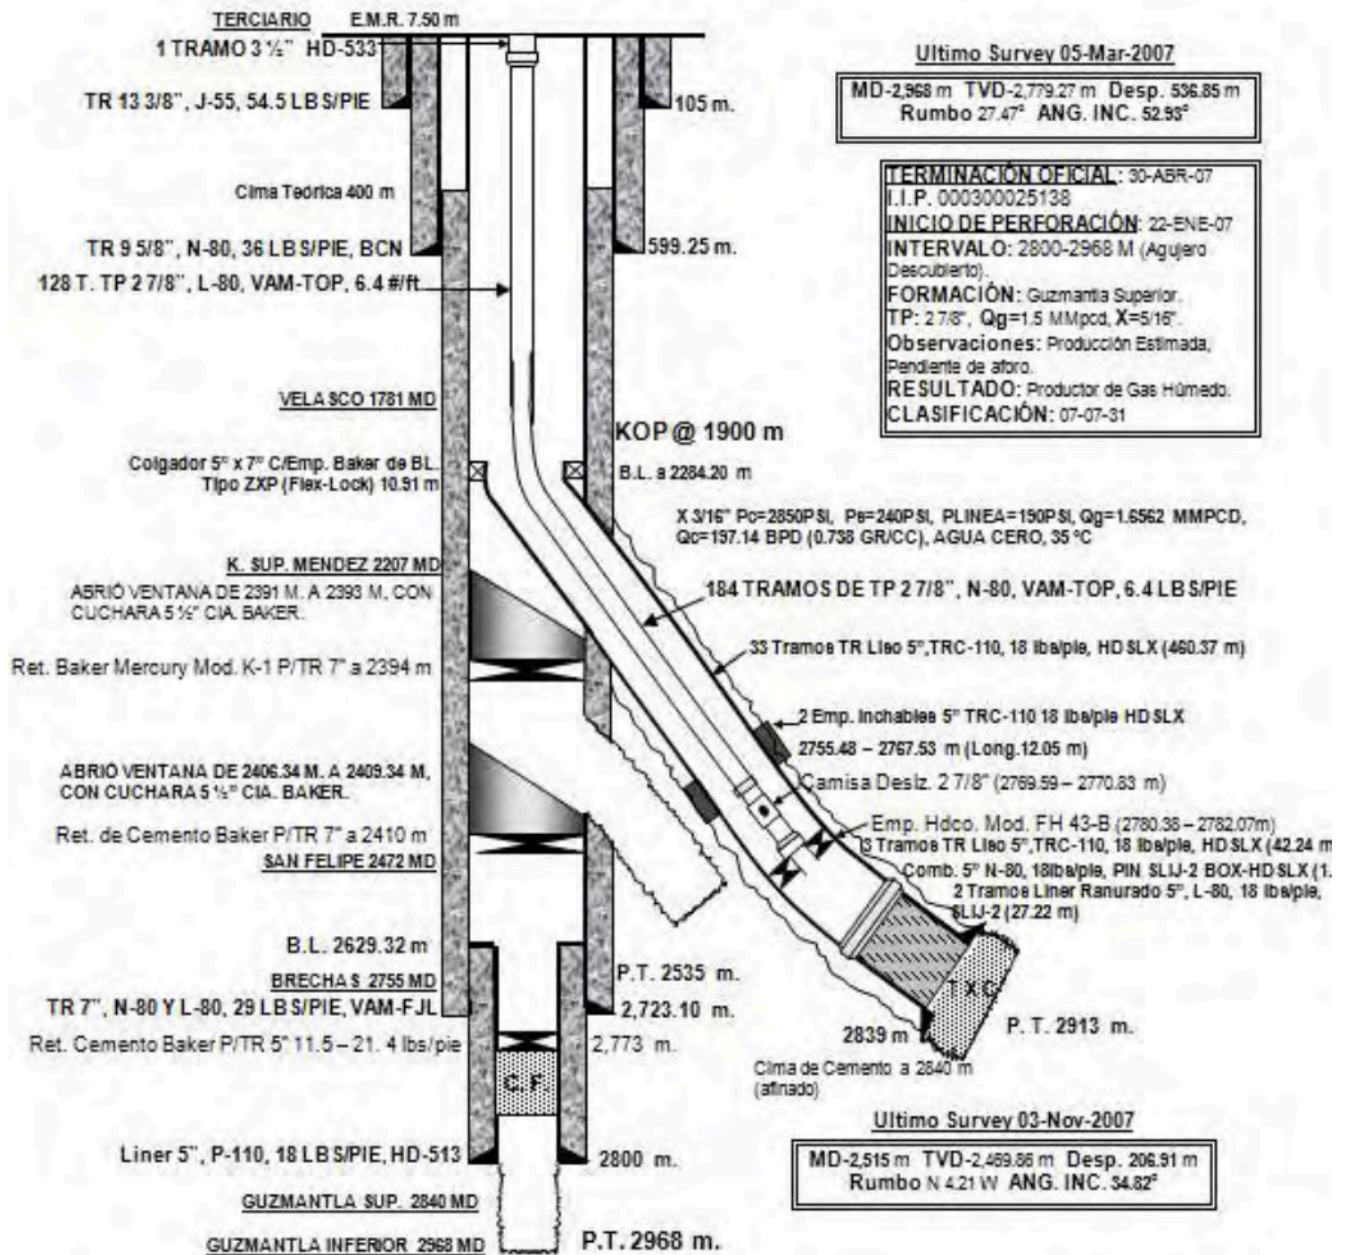 TERCIARIO E.M.R. 7.50 m
1 TRAMO 3 ½" HD-533
TR 13 3/8", J-55, 54.5 LBS/PIE
105 m.
Cima Teórica 400 m
TR 9 5/8", N-80, 36 LBS/PIE, BCN
599.25 m.
128 T. TP 2 7/8", L-80, VAM-TOP, 6.4 #/ft
VELASCO 1781 MD
KOP @ 1900 m
Colgador 5" x 7" C/Emp. Baker de BL.
Tipo ZXP (Flex-Lock) 10.91 m
B.L. a 2284.20 m
K. SUP. MENDEZ 2207 MD
ABRIÓ VENTANA DE 2391 M. A 2393 M, CON
CUCHARA 5 ½" CIA. BAKER.
Ret. Baker Mercury Mod. K-1 P/TR 7" a 2394 m
ABRIÓ VENTANA DE 2406.34 M. A 2409.34 M,
CON CUCHARA 5 ½" CIA. BAKER.
Ret. de Cemento Baker P/TR 7" a 2410 m
SAN FELIPE 2472 MD
B.L. 2629.32 m
BRECHAS 2755 MD
TR 7", N-80 Y L-80, 29 LBS/PIE, VAM-FJL
Ret. Cemento Baker P/TR 5" 11.5 – 21. 4 lbs/pie
P.T. 2535 m.
2,723.10 m.
2,773 m.
C. F.
Liner 5", P-110, 18 LBS/PIE, HD-513
2800 m.
GUZMANTLA SUP. 2840 MD
GUZMANTLA INFERIOR 2968 MD
P.T. 2968 m.
Ultimo Survey 05-Mar-2007
MD-2,968 m TVD-2,779.27 m Desp. 536.85 m
Rumbo 27.47° ANG. INC. 52.93°
TERMINACIÓN OFICIAL: 30-ABR-07
I.I.P. 000300025138
INICIO DE PERFORACIÓN: 22-ENE-07
INTERVALO: 2800-2968 M (Agujero
Descubierto).
FORMACIÓN: Guzmantla Superior.
TP: 2 7/8", Qg=1.5 MMpcd, X=5/16".
Observaciones: Producción Estimada,
Pendiente de aforo.
RESULTADO: Productor de Gas Húmedo.
CLASIFICACIÓN: 07-07-31
X 3/16" Pc=2850PSI, Ps=240PSI, PLINEA=190PSI, Qg=1.6562 MMPCD,
Qc=197.14 BPD (0.738 GR/CC), AGUA CERO, 35 °C
184 TRAMOS DE TP 2 7/8", N-80, VAM-TOP, 6.4 LBS/PIE
33 Tramos TR Liso 5",TRC-110, 18 lbs/pie, HD SLX (460.37 m)
2 Emp. Inchables 5" TRC-110 18 lbs/pie HD SLX
2755.48 – 2767.53 m (Long.12.05 m)
Camisa Desliz. 2 7/8" (2769.59 – 2770.83 m)
Emp. Hdco. Mod. FH 43-B (2780.38 – 2782.07m)
3 Tramos TR Liso 5",TRC-110, 18 lbs/pie, HD SLX (42.24 m
Comb. 5" N-80, 18lbs/pie, PIN SLIJ-2 BOX-HD SLX (1.
2 Tramos Liner Ranurado 5", L-80, 18 lbs/pie,
SLIJ-2 (27.22 m)
T X C
2839 m
P. T. 2913 m.
Cima de Cemento a 2840 m
(afinado)
Ultimo Survey 03-Nov-2007
MD-2,515 m TVD-2,469.86 m Desp. 206.91 m
Rumbo N 4.21 W ANG. INC. 34.82°